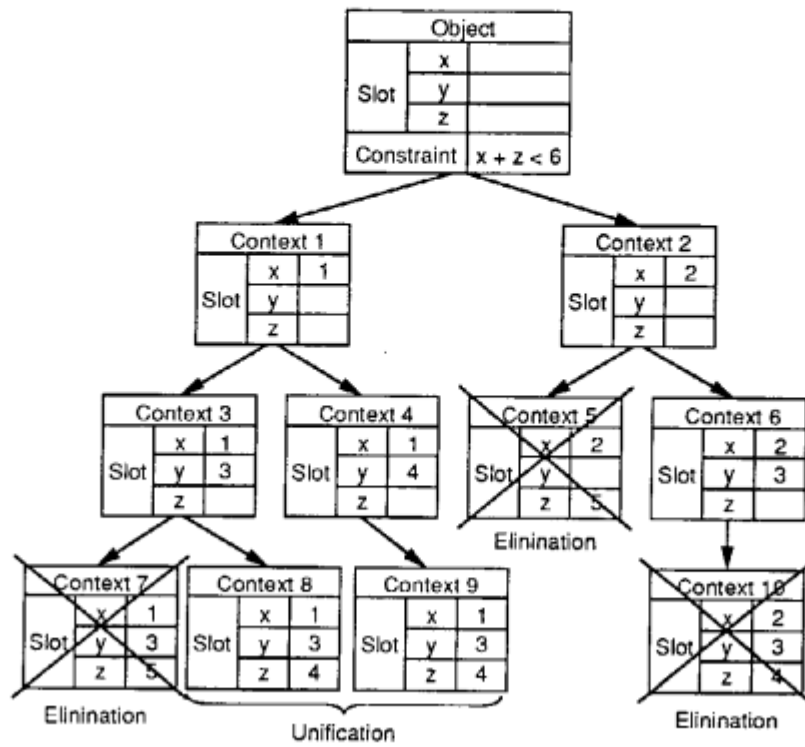 Object
Slot
x
y
z
Constraint x + z < 6
Context 1
Slot
x 1
y
z
Context 2
Slot
x 2
y
z
Context 3
Slot
x 1
y 3
z
Context 4
Slot
x 1
y 4
z
Context 5
Slot
x 2
y
z 5
Elinination
Context 6
Slot
x 2
y 3
z
Context 7
Slot
x 1
y 3
z 5
Elinination
Context 8
Slot
x 1
y 3
z 4
Context 9
Slot
x 1
y 3
z 4
Unification
Context 10
Slot
x 2
y 3
z 4
Elinination